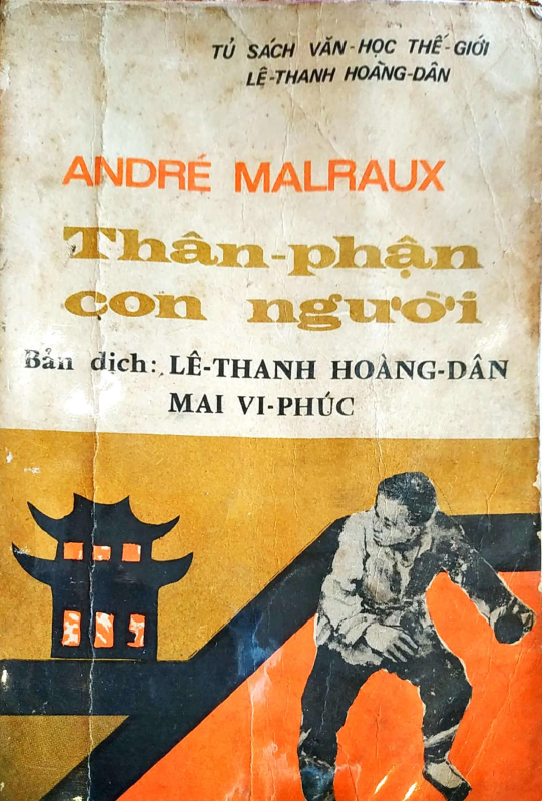 TỦ SÁCH VĂN-HỌC THẾ-GIỚI
LÊ-THANH HOÀNG-DÂN
ANDRÉ MALRAUX
Thân-phận
con người
Bản dịch: LÊ-THANH HOÀNG-DÂN
MAI VI-PHÚC